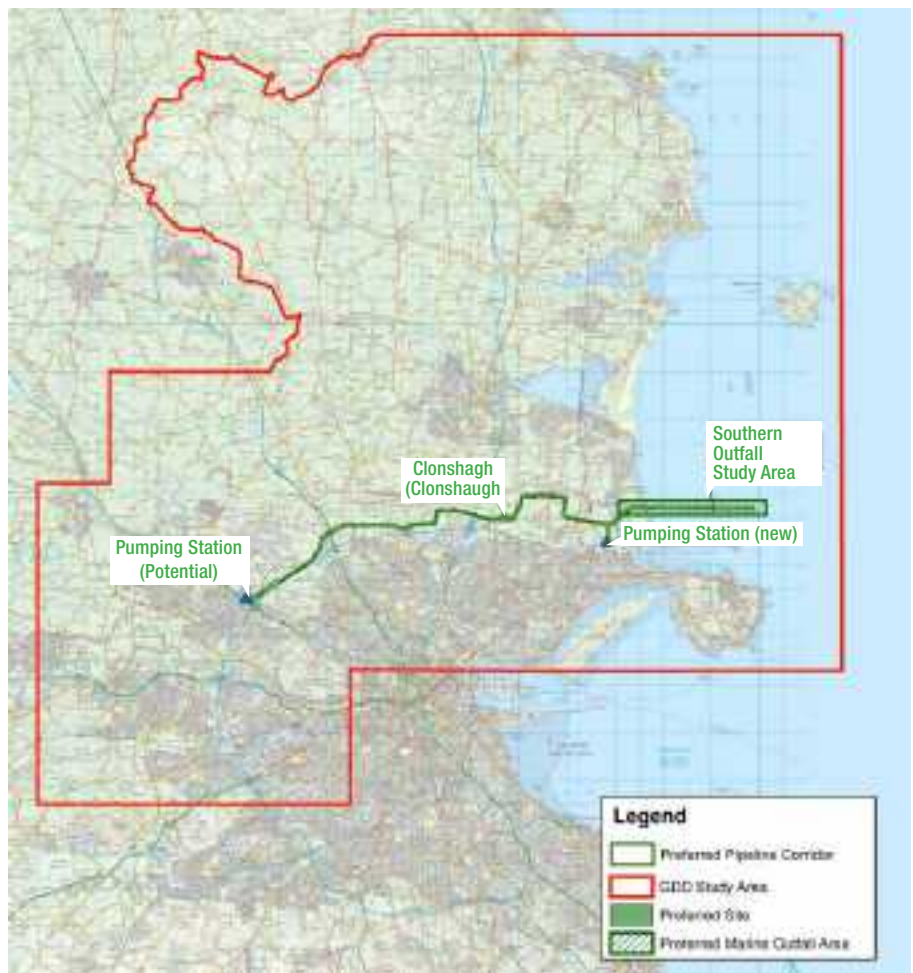 Southern
Outfall
Study Area
Clonshagh
(Clonshaugh
Pumping Station (new)
Pumping Station
(Potential)
Legend
Preferred Pipeline Corridor
GDD Study Area
Preferred Site
Preferred Marine Outfall Area